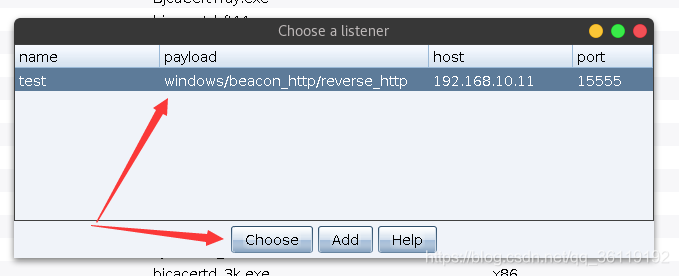 Choose a listener
name payload host port
test windows/beacon_http/reverse_http 192.168.10.11 15555
Choose Add Help
https://blog.csdn.net/qq_36119192
bjcacertd_3k.exe x86